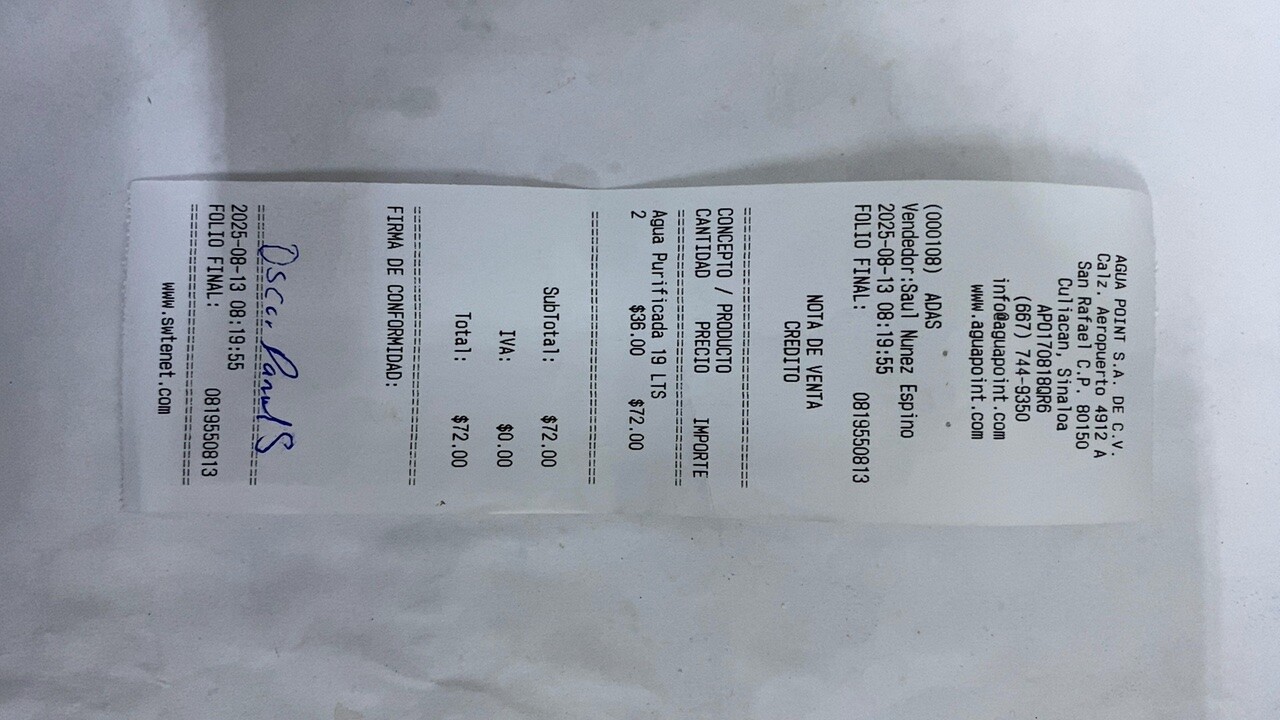 AGUA POINT S.A. DE C.V.
Calz. Aeropuerto 4912 A
San Rafael C.P. 80150
Culiacan, Sinaloa
APO170818QR6
(667) 744-9350
info@aguapoint.com
www.aguapoint.com
(000108) ADAS
Vendedor:Saul Nunez Espino
2025-08-13 08:19:55
FOLIO FINAL: 0819550813
NOTA DE VENTA
CREDITO
================================
CONCEPTO / PRODUCTO
CANTIDAD PRECIO IMPORTE
================================
Agua Purificada 19 LTS
2 $36.00 $72.00
================================
SubTotal: $72.00
IVA: $0.00
Total: $72.00
================================
FIRMA DE CONFORMIDAD:
================================
2025-08-13 08:19:55
FOLIO FINAL: 0819550813
================================
www.swtenet.com